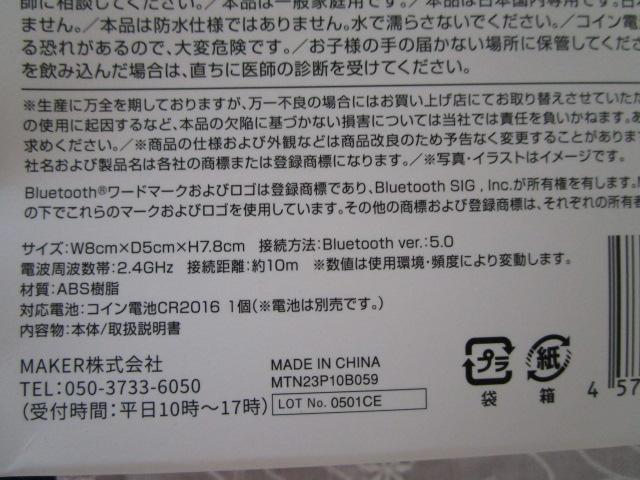 師に相談してください。／本品は一般家庭用です。／本品は日本国内専用です。日
／本品は防水仕様ではありません。水で濡らさないでください。／コイン電
る恐れがあるので、大変危険です。／お子様の手の届かない場所に保管してくださ
を飲み込んだ場合は、直ちに医師の診断を受けてください。
※生産に万全を期しておりますが、万一不良の場合にはお買い上げ店にてお取り替えさせていただ
の使用に起因するなど、本品の欠陥に基づかない損害については当社では責任を負いかねます。あ
求めください。／※商品の仕様および外観などは商品改良のため予告なく変更することがあります
社名および製品名は各社の商標または登録商標になります。／※写真・イラストはイメージです。
Bluetooth®ワードマークおよびロゴは登録商標であり、Bluetooth SIG , Inc.が所有権を有します。M
の下でこれらのマークおよびロゴを使用しています。その他の商標および登録商標は、それぞれの所有者
サイズ:W8cm×D5cm×H7.8cm 接続方法:Bluetooth ver.:5.0
電波周波数帯:2.4GHz 接続距離:約10m ※数値は使用環境・頻度により変動します。
材質:ABS樹脂
対応電池:コイン電池CR2016 1個(※電池は別売です。)
内容物:本体/取扱説明書
MAKER株式会社
TEL:050-3733-6050
(受付時間:平日10時～17時)
MADE IN CHINA
MTN23P10B059
LOT No. 0501CE
プラ
袋
紙
箱
4 57